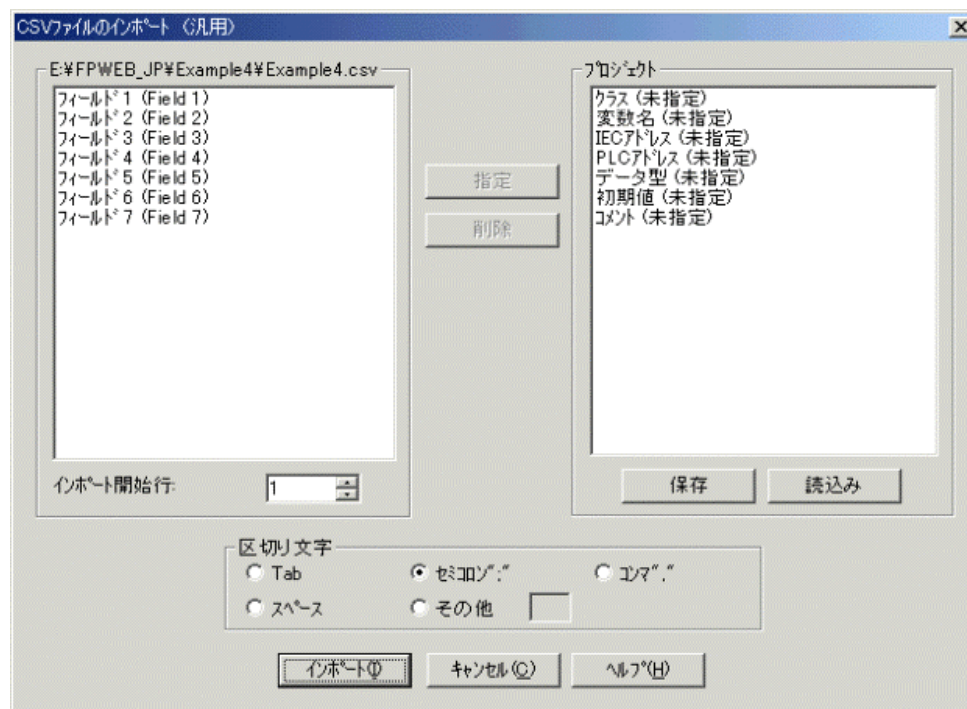 CSVﾌｧｲﾙのｲﾝﾎﾟｰﾄ （汎用）
E:¥FPWEB_JP¥Example4¥Example4.csv
ﾌｨｰﾙﾄﾞ1 (Field 1)
ﾌｨｰﾙﾄﾞ2 (Field 2)
ﾌｨｰﾙﾄﾞ3 (Field 3)
ﾌｨｰﾙﾄﾞ4 (Field 4)
ﾌｨｰﾙﾄﾞ5 (Field 5)
ﾌｨｰﾙﾄﾞ6 (Field 6)
ﾌｨｰﾙﾄﾞ7 (Field 7)
ｲﾝﾎﾟｰﾄ開始行:
1
指定
削除
ﾌﾟﾛｼﾞｪｸﾄ
ｸﾗｽ (未指定)
変数名 (未指定)
IECｱﾄﾞﾚｽ (未指定)
PLCｱﾄﾞﾚｽ (未指定)
データ型 (未指定)
初期値 (未指定)
ｺﾒﾝﾄ (未指定)
保存
読込み
区切り文字
Tab
ｾﾐｺﾛﾝ";"
ｺﾝﾏ","
ｽﾍﾟｰｽ
その他
ｲﾝﾎﾟｰﾄ(I)
ｷｬﾝｾﾙ(C)
ﾍﾙﾌﾟ(H)